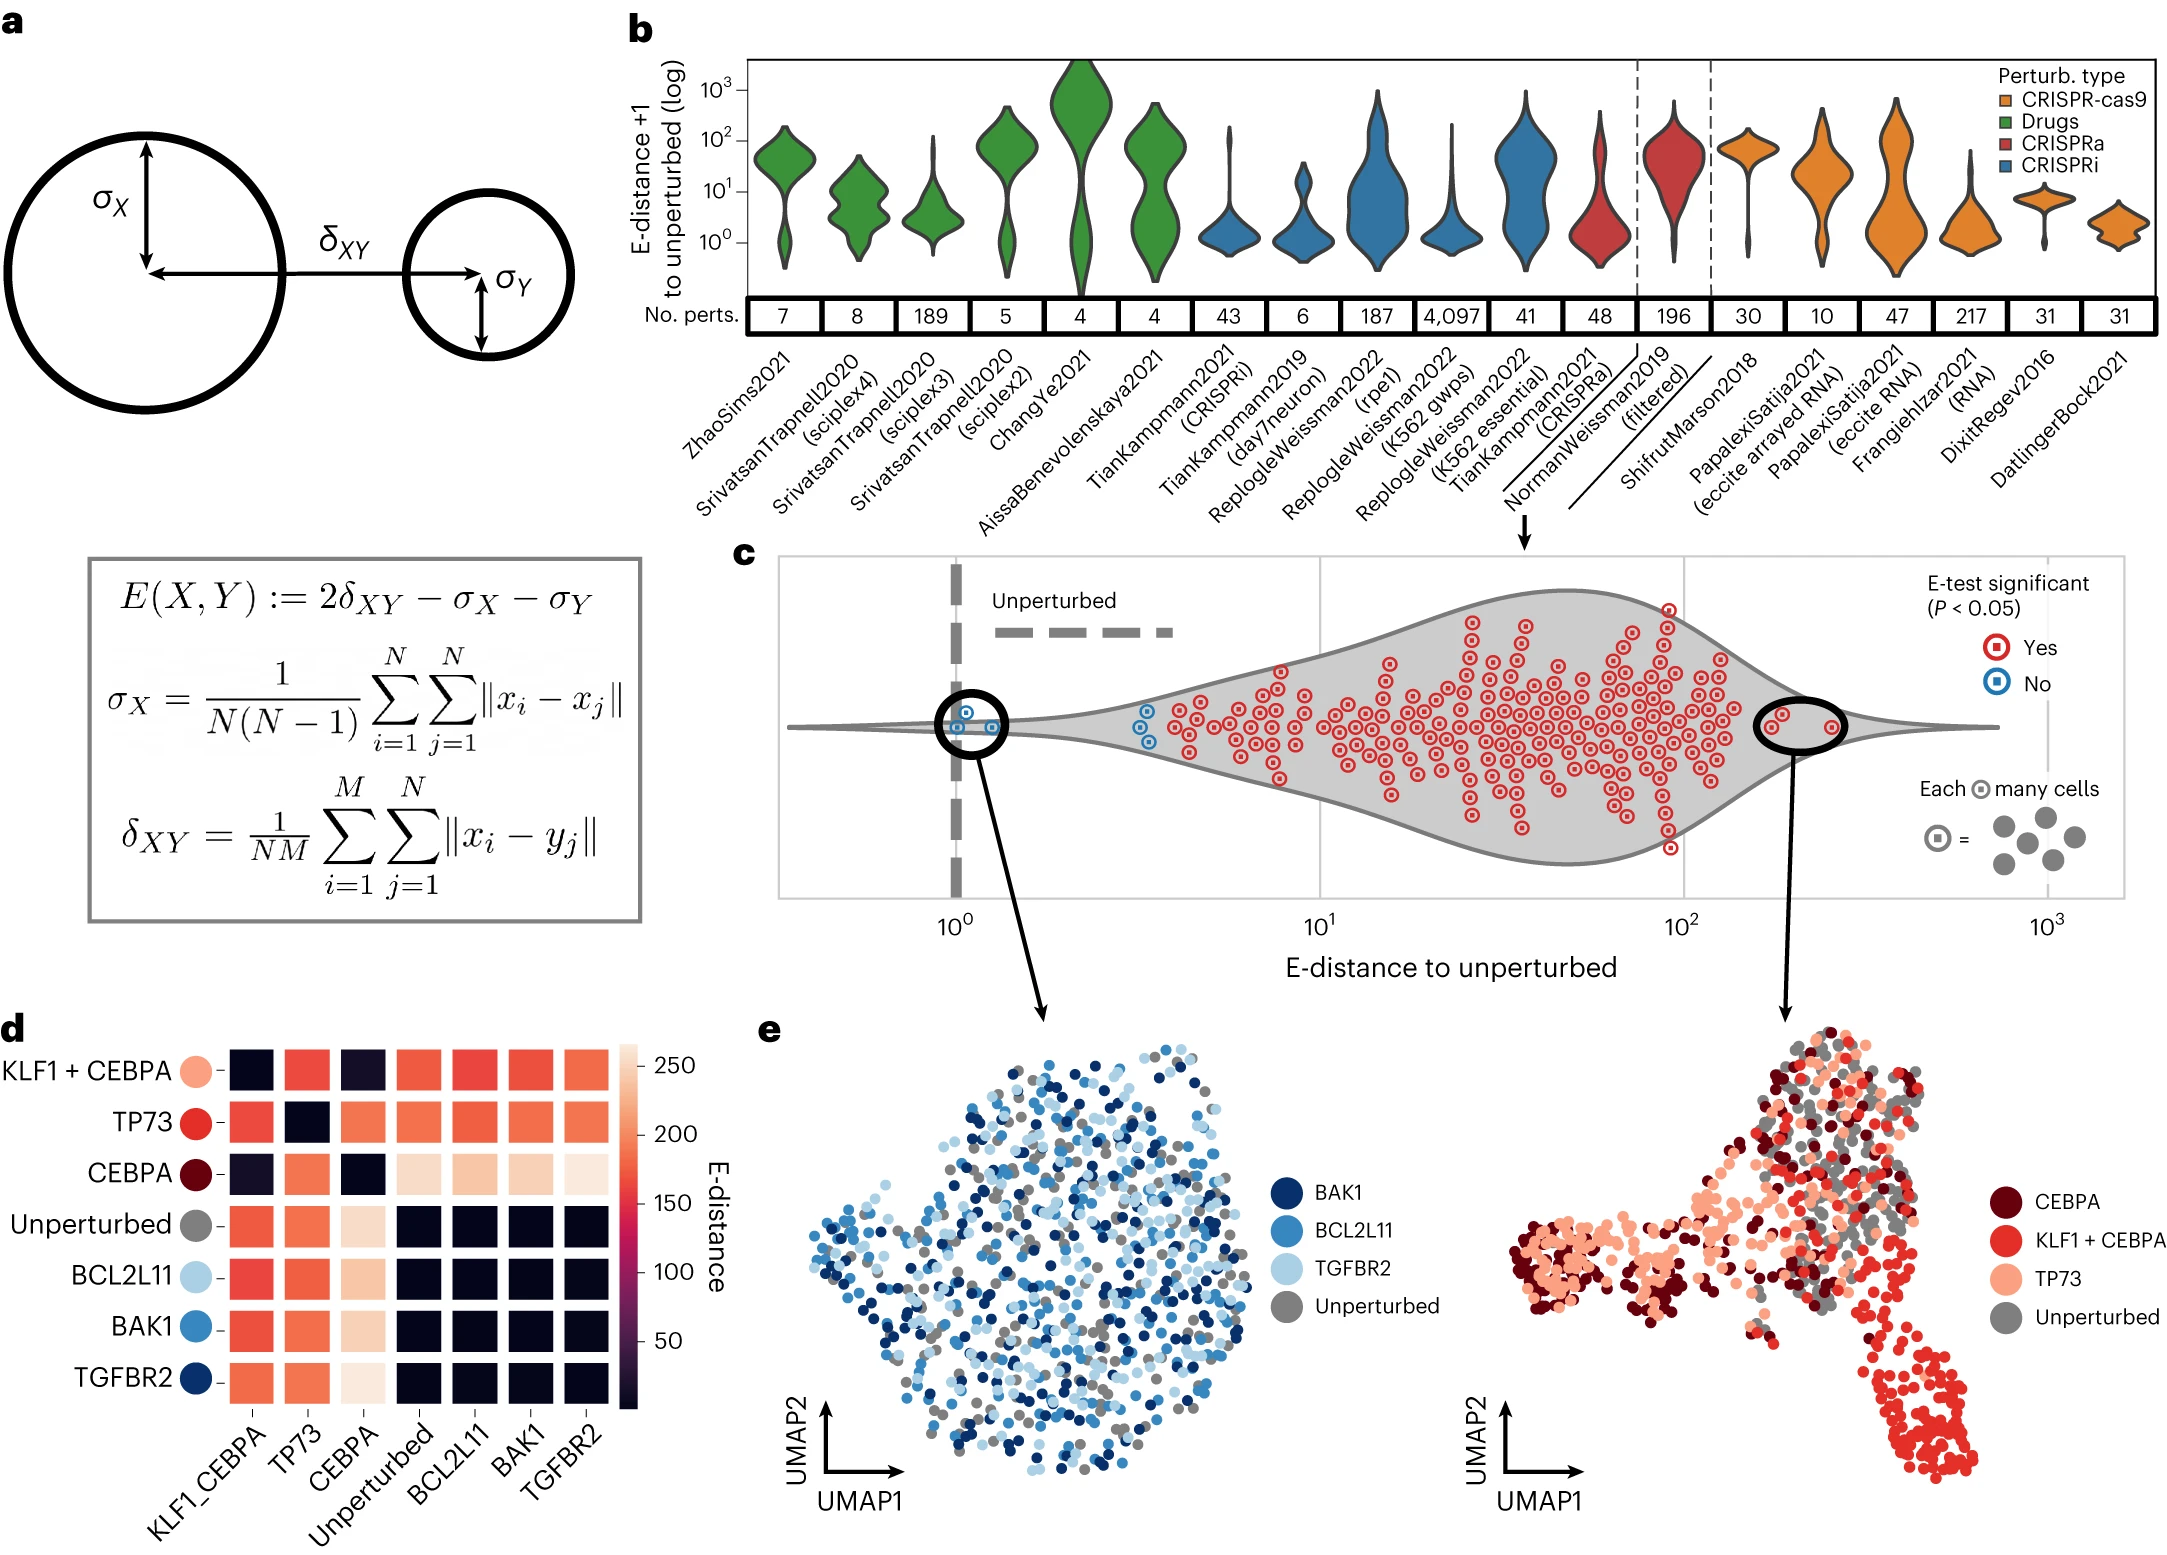 a
σX
δXY
σY
E(X, Y) := 2δXY − σX − σY
σX = 1/N(N − 1) ∑i=1N ∑j=1N ‖xi − xj‖
δXY = 1/NM ∑i=1M ∑j=1N ‖xi − yj‖
b
E-distance +1
to unperturbed (log)
10³
10²
10¹
10⁰
Perturb. type
CRISPR-cas9
Drugs
CRISPRa
CRISPRi
No. perts. 7 8 189 5 4 4 43 6 187 4,097 41 48 196 30 10 47 217 31 31
ZhaoSims2021
SrivatsanTrapnell2020
(sciplex4)
SrivatsanTrapnell2020
(sciplex3)
SrivatsanTrapnell2020
(sciplex2)
ChangYe2021
AissaBenevolenskaya2021
TianKampmann2021
(CRISPRi)
TianKampmann2019
(day7neuron)
ReplogleWeissman2022
(rpe1)
ReplogleWeissman2022
(K562 gwps)
ReplogleWeissman2022
(K562 essential)
TianKampmann2021
(CRISPRa)
NormanWeissman2019
(filtered)
ShifrutMarson2018
PapalexiSatija2021
(eccite arrayed RNA)
PapalexiSatija2021
(eccite RNA)
FrangiehIzar2021
(RNA)
DixitRegev2016
DatlingerBock2021
c
Unperturbed
E-test significant
(P < 0.05)
Yes
No
Each many cells
=
10⁰ 10¹ 10² 10³
E-distance to unperturbed
d
KLF1 + CEBPA
TP73
CEBPA
Unperturbed
BCL2L11
BAK1
TGFBR2
KLF1_CEBPA
TP73
CEBPA
Unperturbed
BCL2L11
BAK1
TGFBR2
250
200
150
100
50
E-distance
e
BAK1
BCL2L11
TGFBR2
Unperturbed
UMAP2
UMAP1
CEBPA
KLF1 + CEBPA
TP73
Unperturbed
UMAP2
UMAP1